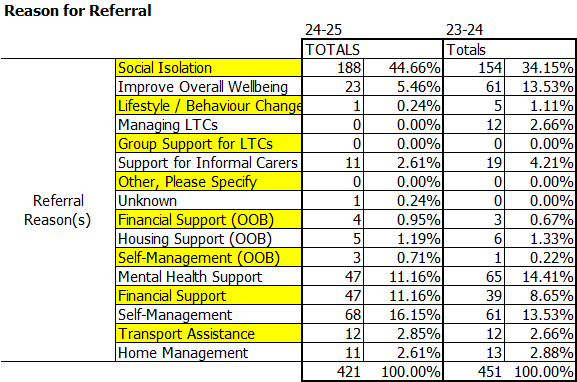 Reason for Referral
24-25 23-24
TOTALS Totals
Social Isolation 188 44.66% 154 34.15%
Improve Overall Wellbeing 23 5.46% 61 13.53%
Lifestyle / Behaviour Change 1 0.24% 5 1.11%
Managing LTCs 0 0.00% 12 2.66%
Group Support for LTCs 0 0.00% 0 0.00%
Support for Informal Carers 11 2.61% 19 4.21%
Other, Please Specify 0 0.00% 0 0.00%
Unknown 1 0.24% 0 0.00%
Referral Reason(s) Financial Support (OOB) 4 0.95% 3 0.67%
Housing Support (OOB) 5 1.19% 6 1.33%
Self-Management (OOB) 3 0.71% 1 0.22%
Mental Health Support 47 11.16% 65 14.41%
Financial Support 47 11.16% 39 8.65%
Self-Management 68 16.15% 61 13.53%
Transport Assistance 12 2.85% 12 2.66%
Home Management 11 2.61% 13 2.88%
421 100.00% 451 100.00%